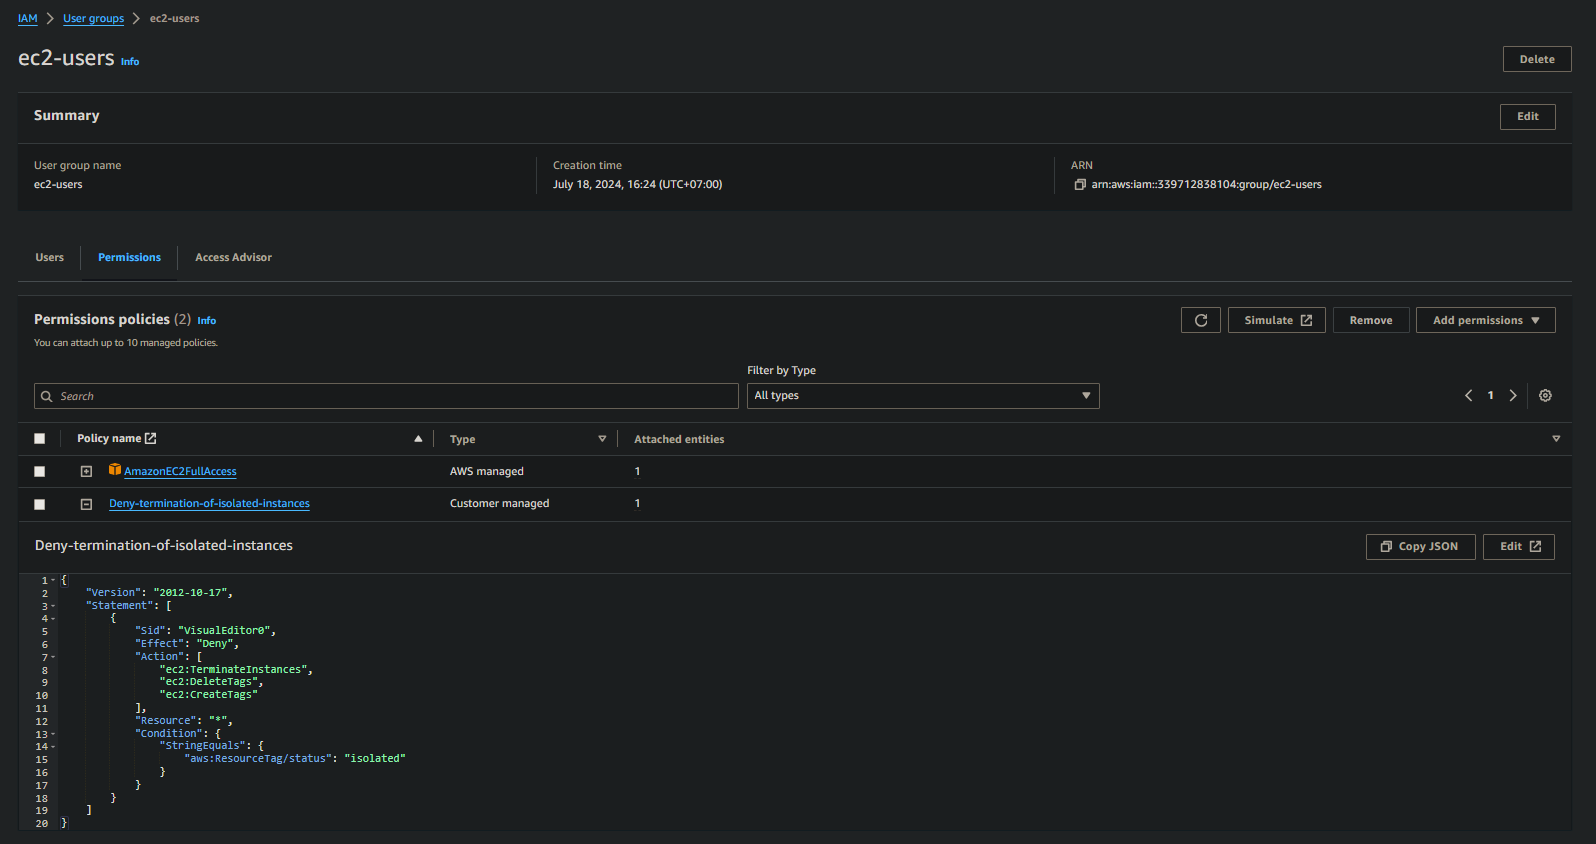 IAM > User groups > ec2-users
ec2-users Info
Delete
Summary
Edit
User group name
ec2-users
Creation time
July 18, 2024, 16:24 (UTC+07:00)
ARN
arn:aws:iam::339712838104:group/ec2-users
Users
Permissions
Access Advisor
Permissions policies (2) Info
You can attach up to 10 managed policies.
Simulate
Remove
Add permissions
Search
Filter by Type
All types
1
Policy name
Type
Attached entities
AmazonEC2FullAccess
AWS managed
1
Deny-termination-of-isolated-instances
Customer managed
1
Deny-termination-of-isolated-instances
Copy JSON
Edit
1 {
2 "Version": "2012-10-17",
3 "Statement": [
4 {
5 "Sid": "VisualEditor0",
6 "Effect": "Deny",
7 "Action": [
8 "ec2:TerminateInstances",
9 "ec2:DeleteTags",
10 "ec2:CreateTags"
11 ],
12 "Resource": "*",
13 "Condition": {
14 "StringEquals": {
15 "aws:ResourceTag/status": "isolated"
16 }
17 }
18 }
19 ]
20 }